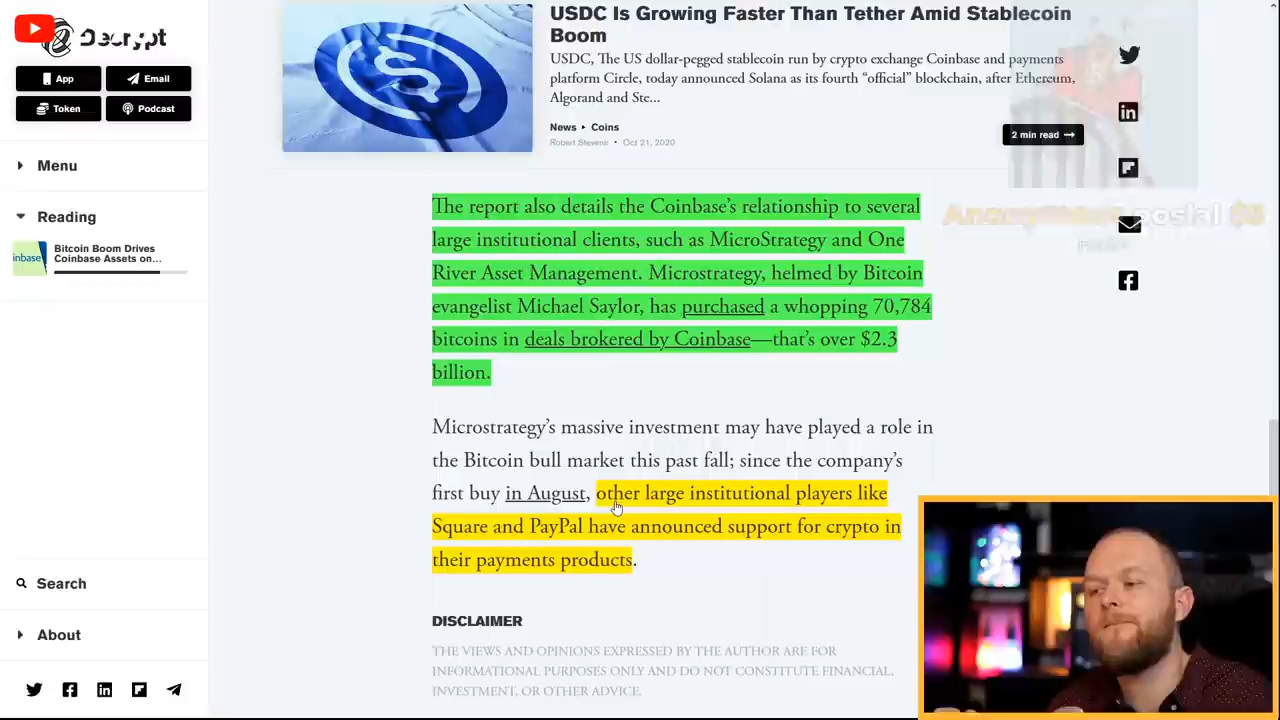 Decrypt
App
Email
Token
Podcast
Menu
Reading
Bitcoin Boom Drives
Coinbase Assets on...
Search
About
USDC Is Growing Faster Than Tether Amid Stablecoin
Boom
USDC, The US dollar-pegged stablecoin run by crypto exchange Coinbase and payments
platform Circle, today announced Solana as its fourth “official” blockchain, after Ethereum,
Algorand and Ste...
News ▸ Coins
Robert Stevens • Oct 21, 2020
2 min read →
The report also details the Coinbase’s relationship to several
large institutional clients, such as MicroStrategy and One
River Asset Management. Microstrategy, helmed by Bitcoin
evangelist Michael Saylor, has purchased a whopping 70,784
bitcoins in deals brokered by Coinbase—that’s over $2.3
billion.
Microstrategy’s massive investment may have played a role in
the Bitcoin bull market this past fall; since the company’s
first buy in August, other large institutional players like
Square and PayPal have announced support for crypto in
their payments products.
DISCLAIMER
THE VIEWS AND OPINIONS EXPRESSED BY THE AUTHOR ARE FOR
INFORMATIONAL PURPOSES ONLY AND DO NOT CONSTITUTE FINANCIAL,
INVESTMENT, OR OTHER ADVICE.